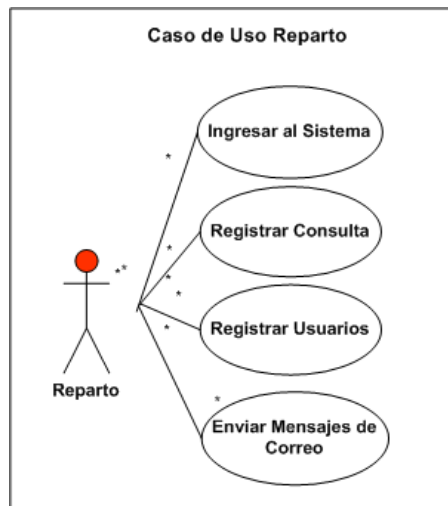 Caso de Uso Reparto
Ingresar al Sistema
*
Registrar Consulta
*
**
*
*
Registrar Usuarios
*
Reparto
*
Enviar Mensajes de
Correo